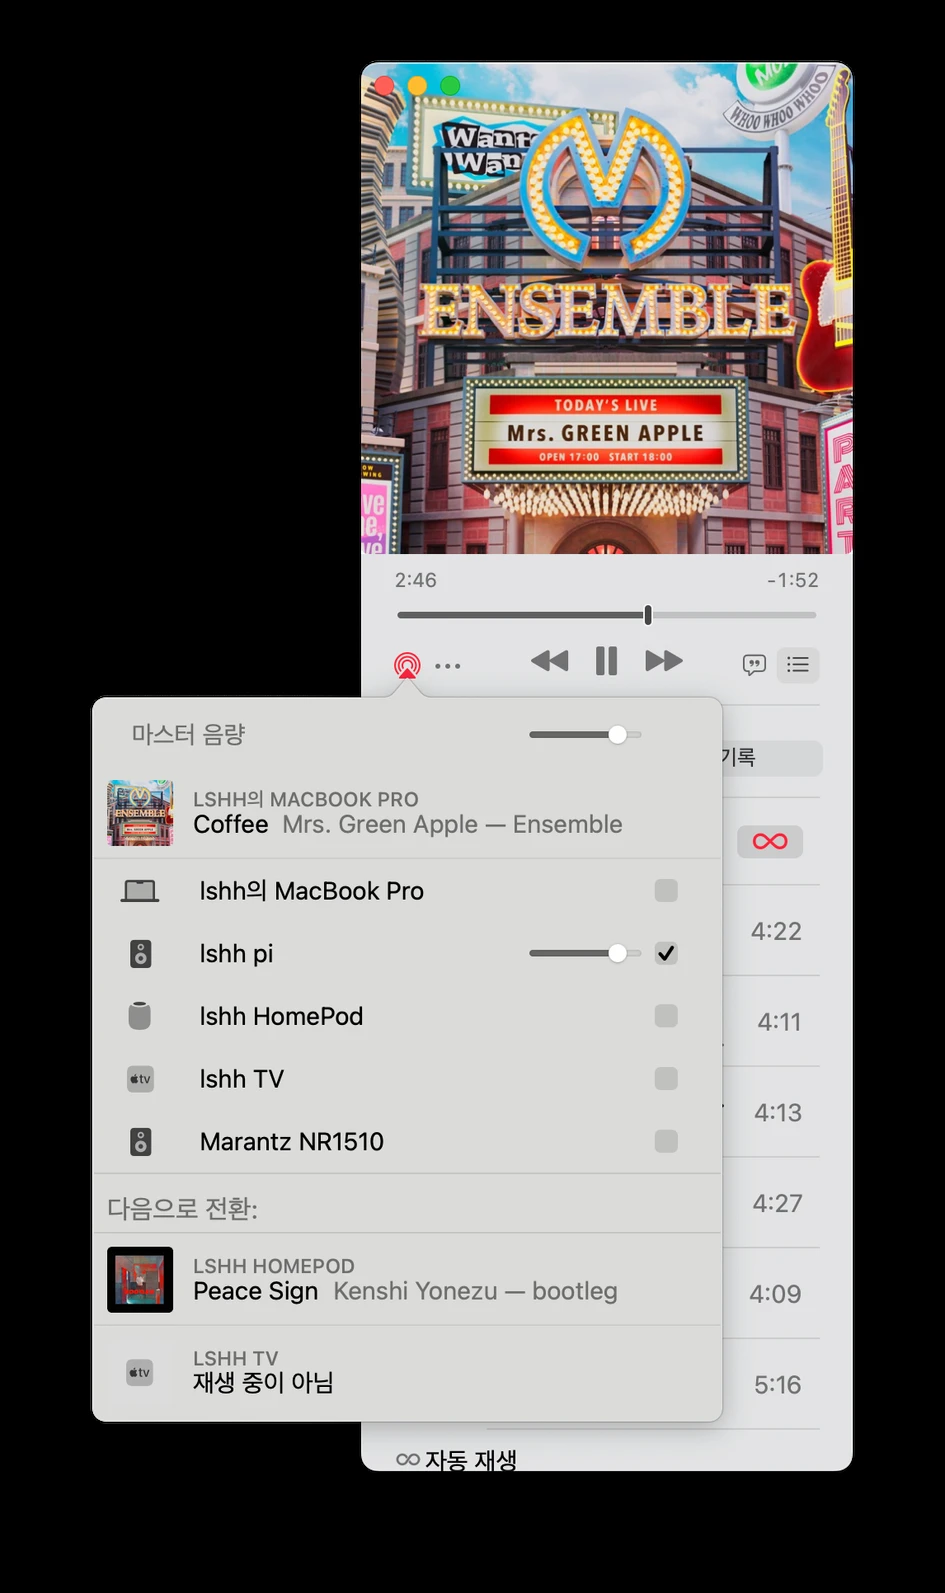 WHOO WHOO WHOO
ENSEMBLE
TODAY'S LIVE
Mrs. GREEN APPLE
OPEN 17:00 START 18:00
2:46
-1:52
마스터 음량
기록
LSHH의 MACBOOK PRO
Coffee Mrs. Green Apple — Ensemble
lshh의 MacBook Pro
4:22
lshh pi
lshh HomePod
4:11
lshh TV
4:13
Marantz NR1510
다음으로 전환:
4:27
LSHH HOMEPOD
Peace Sign Kenshi Yonezu — bootleg
4:09
LSHH TV
재생 중이 아님
5:16
자동 재생